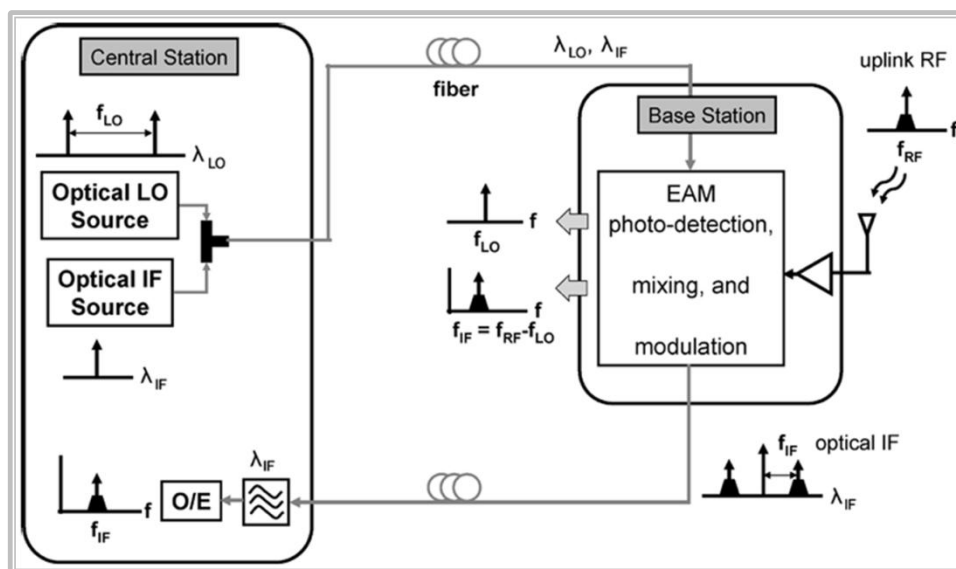 Central Station
f_LO
λ_LO
Optical LO
Source
Optical IF
Source
λ_IF
fiber
λ_LO, λ_IF
uplink RF
f
f_RF
Base Station
EAM
photo-detection,
mixing, and
modulation
f
f_LO
f
f_IF = f_RF-f_LO
f_IF optical IF
λ_IF
λ_IF
O/E
f
f_IF